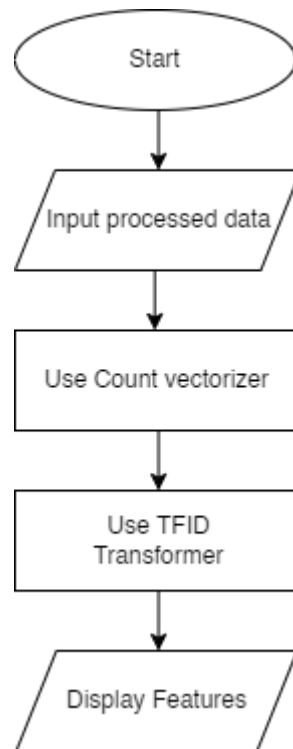 Start
Input processed data
Use Count vectorizer
Use TFID
Transformer
Display Features